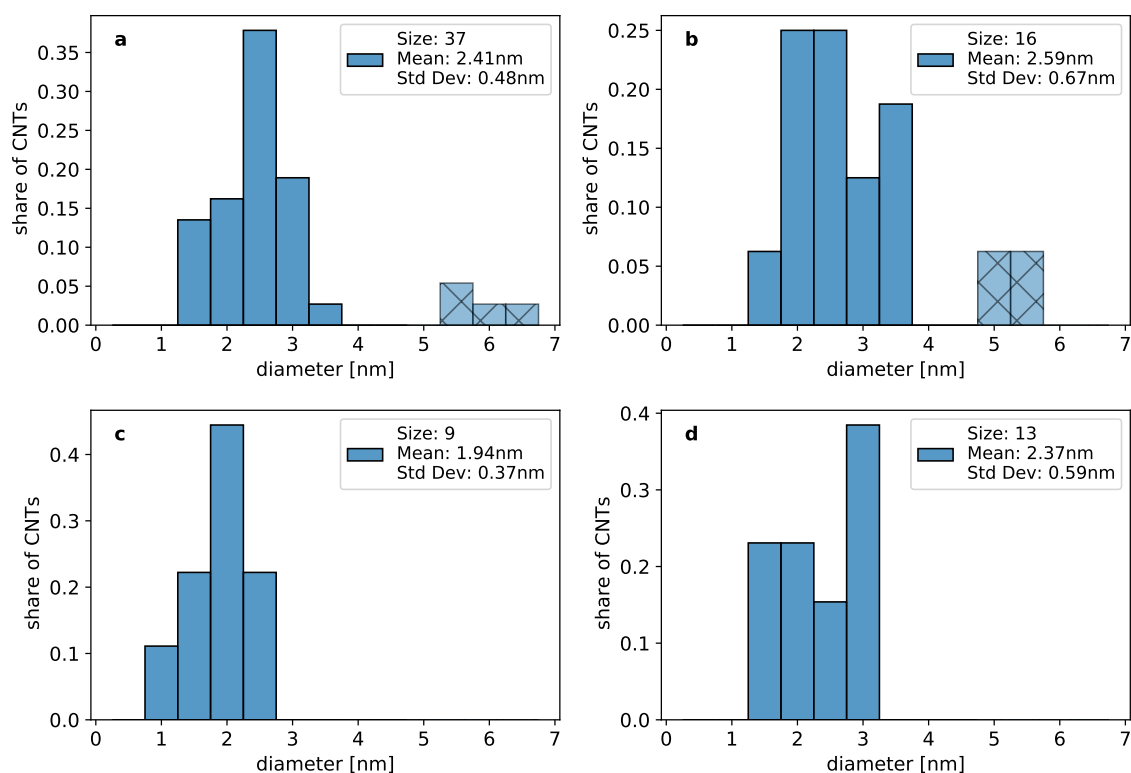 a
Size: 37
Mean: 2.41nm
Std Dev: 0.48nm
share of CNTs
0.35
0.30
0.25
0.20
0.15
0.10
0.05
0.00
0 1 2 3 4 5 6 7
diameter [nm]
b
Size: 16
Mean: 2.59nm
Std Dev: 0.67nm
share of CNTs
0.25
0.20
0.15
0.10
0.05
0.00
0 1 2 3 4 5 6 7
diameter [nm]
c
Size: 9
Mean: 1.94nm
Std Dev: 0.37nm
share of CNTs
0.4
0.3
0.2
0.1
0.0
0 1 2 3 4 5 6 7
diameter [nm]
d
Size: 13
Mean: 2.37nm
Std Dev: 0.59nm
share of CNTs
0.4
0.3
0.2
0.1
0.0
0 1 2 3 4 5 6 7
diameter [nm]